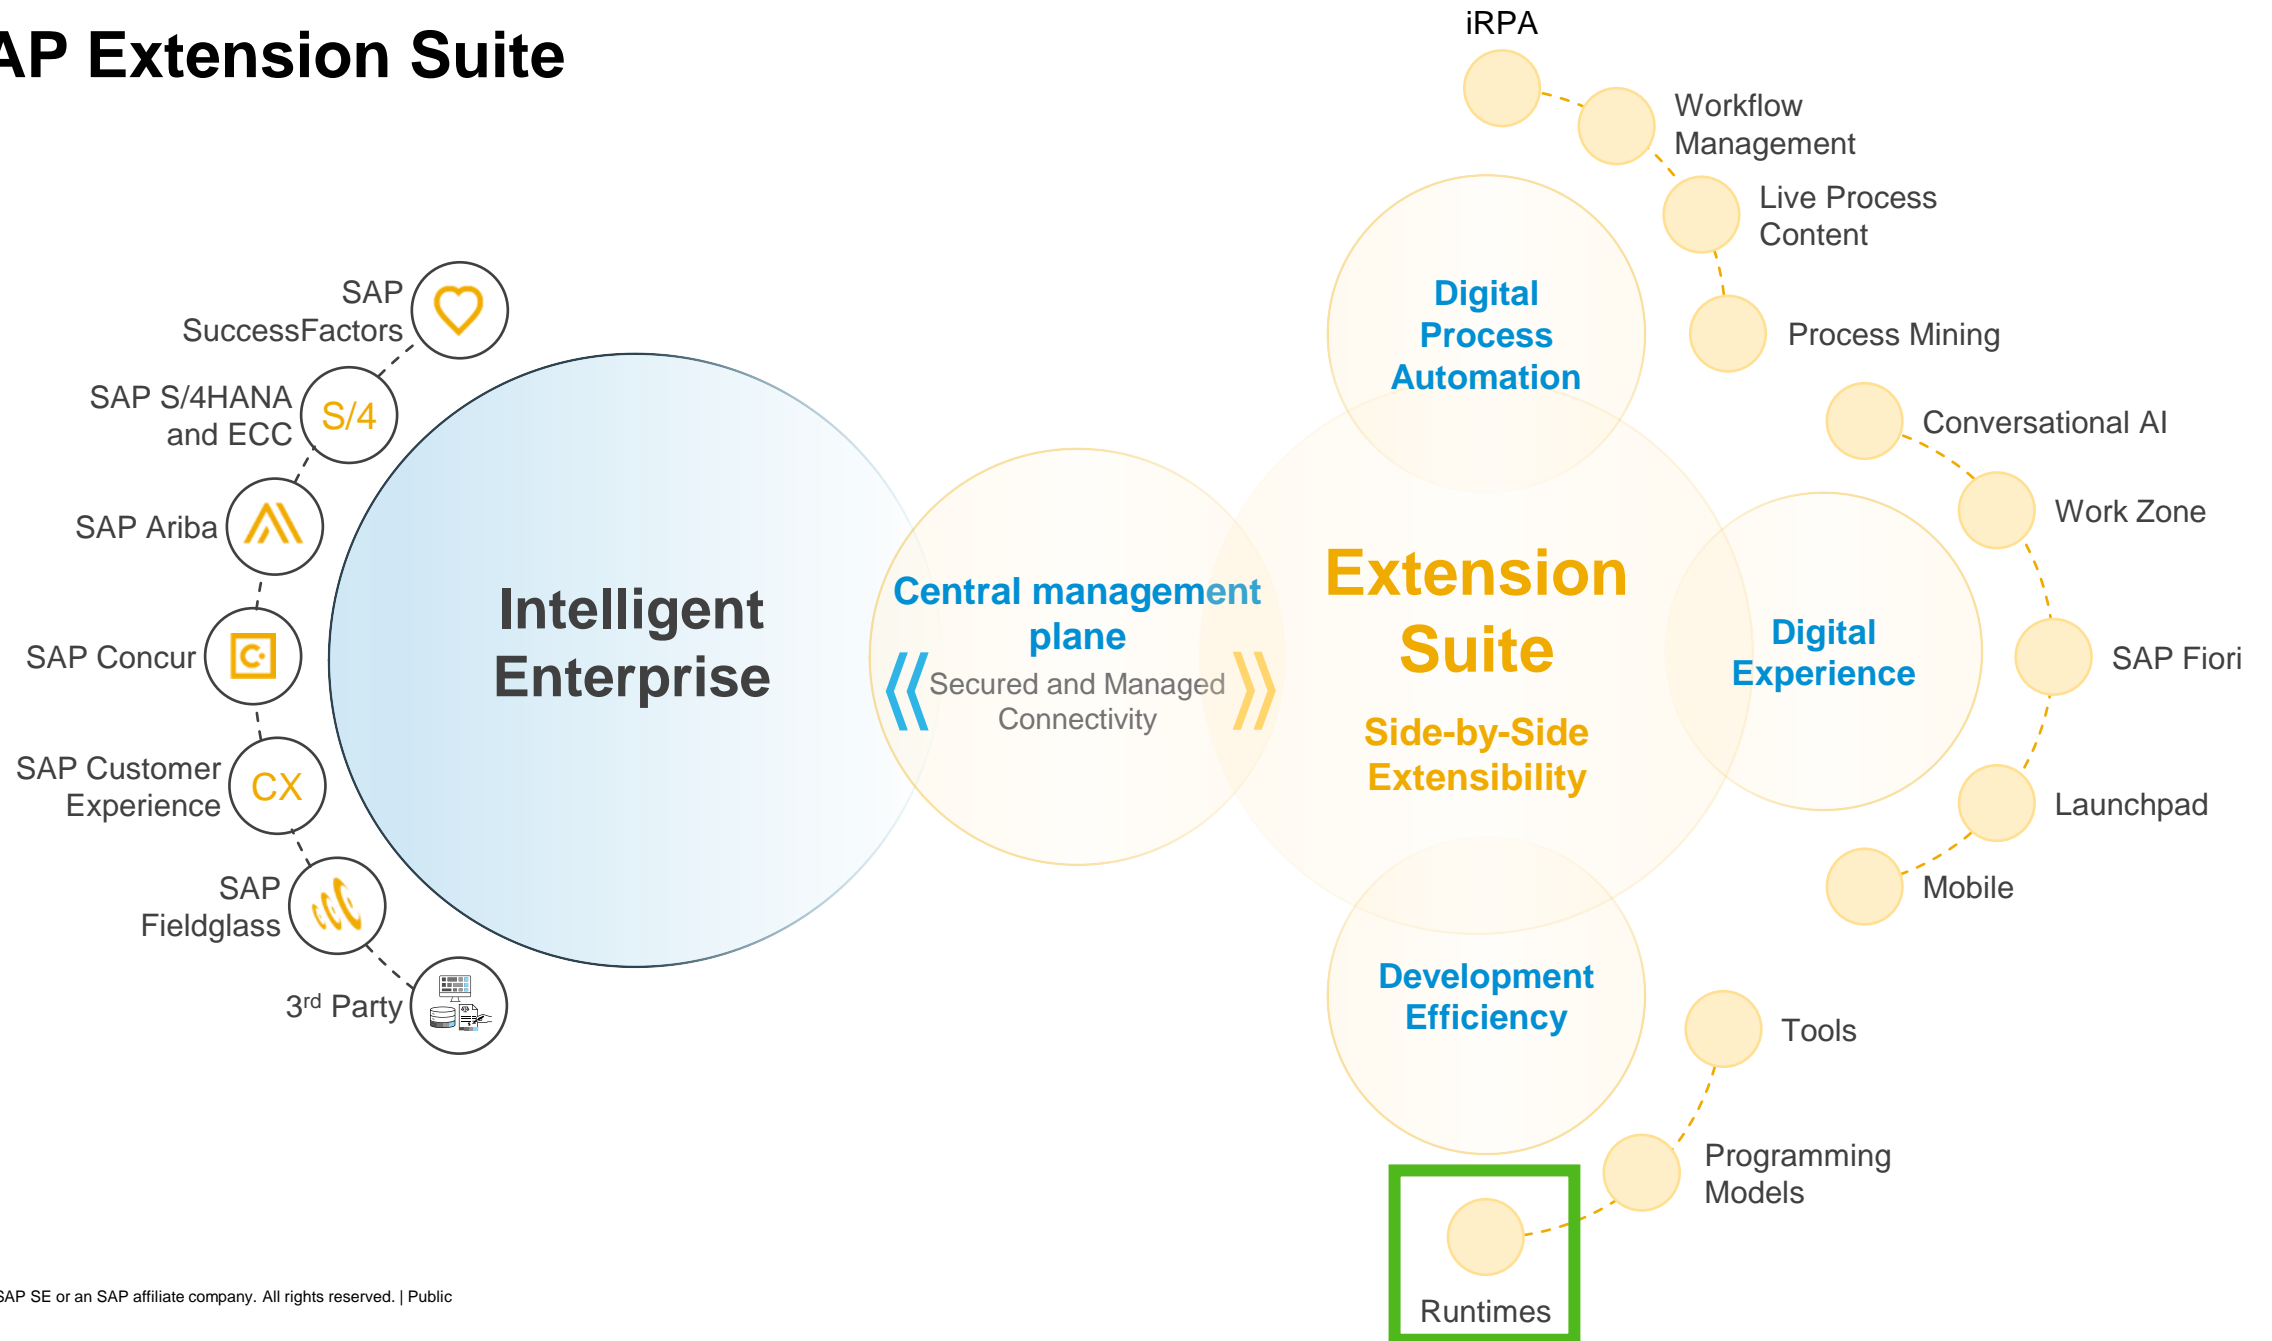 AP Extension Suite
iRPA
Workflow
Management
Live Process
Content
Process Mining
Digital
Process
Automation
SAP
SuccessFactors
SAP S/4HANA
and ECC
S/4
SAP Ariba
SAP Concur
C
SAP Customer
Experience
CX
SAP
Fieldglass
3rd Party
Intelligent
Enterprise
Central management
plane
Secured and Managed
Connectivity
Extension
Suite
Side-by-Side
Extensibility
Digital
Experience
Conversational AI
Work Zone
SAP Fiori
Launchpad
Mobile
Development
Efficiency
Tools
Programming
Models
Runtimes
SAP SE or an SAP affiliate company. All rights reserved. | Public